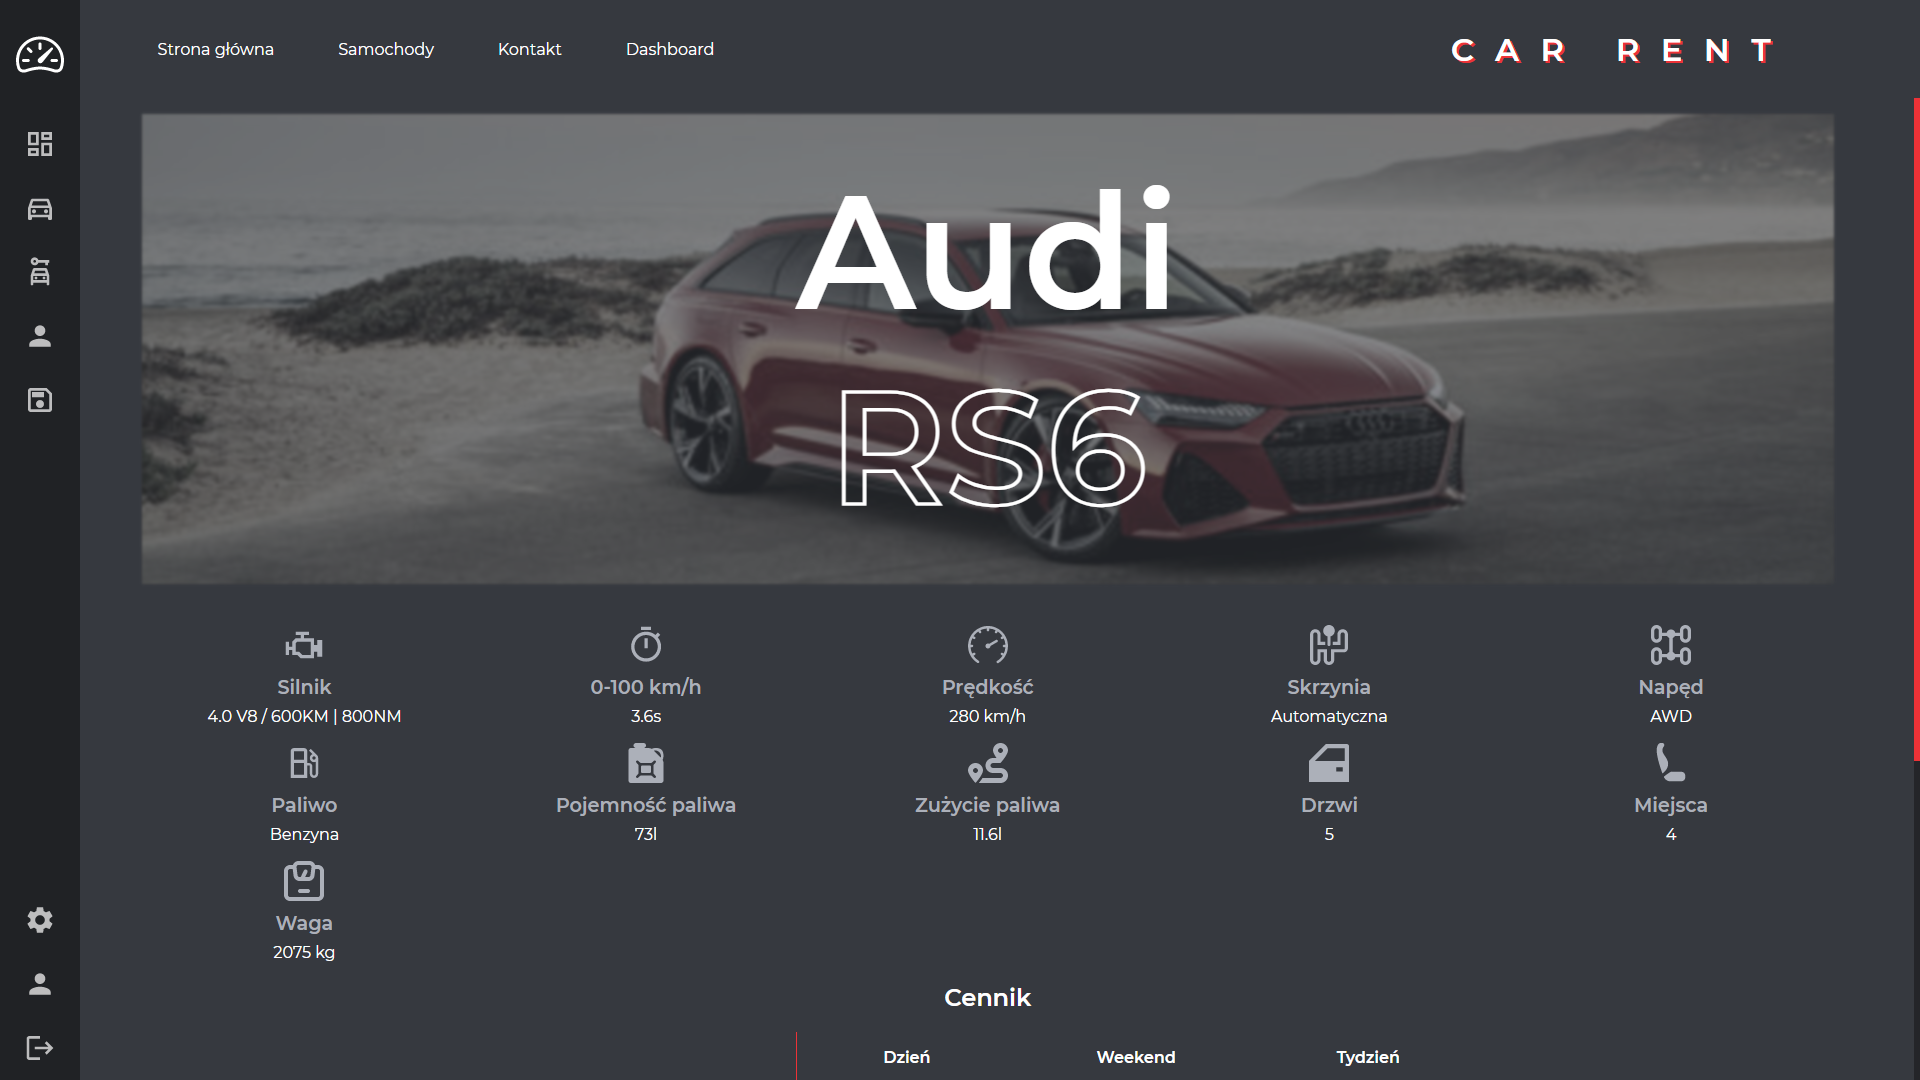 Strona główna Samochody Kontakt Dashboard CAR RENT
Audi
RS6
Silnik 0-100 km/h Prędkość Skrzynia Napęd
4.0 V8 / 600KM | 800NM 3.6s 280 km/h Automatyczna AWD
Paliwo Pojemność paliwa Zużycie paliwa Drzwi Miejsca
Benzyna 73l 11.6l 5 4
Waga
2075 kg
Cennik
Dzień Weekend Tydzień